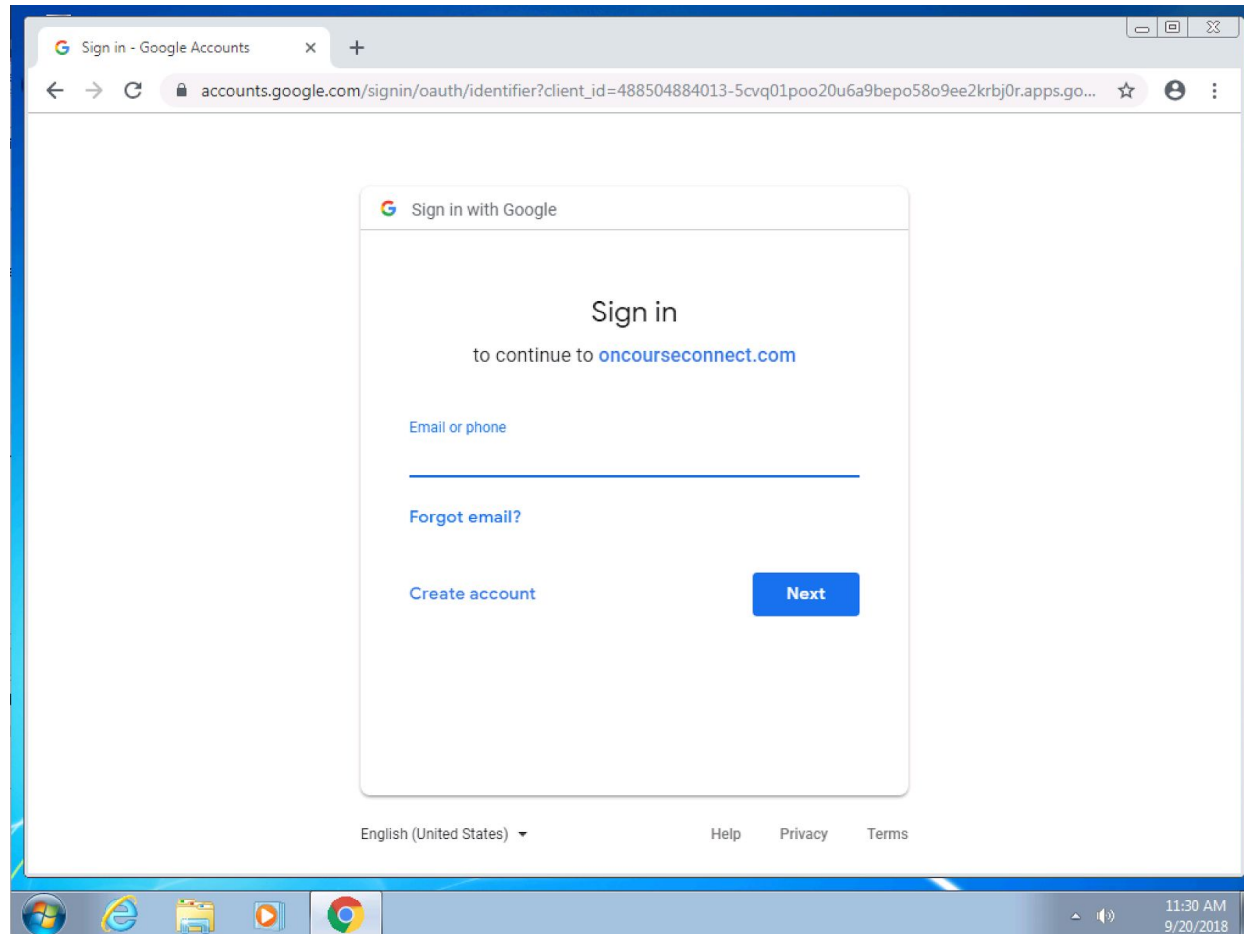 Sign in - Google Accounts
accounts.google.com/signin/oauth/identifier?client_id=488504884013-5cvq01poo20u6a9bepo58o9ee2krbj0r.apps.go...
Sign in with Google
Sign in
to continue to oncourseconnect.com
Email or phone
Forgot email?
Create account Next
English (United States) Help Privacy Terms
11:30 AM
9/20/2018